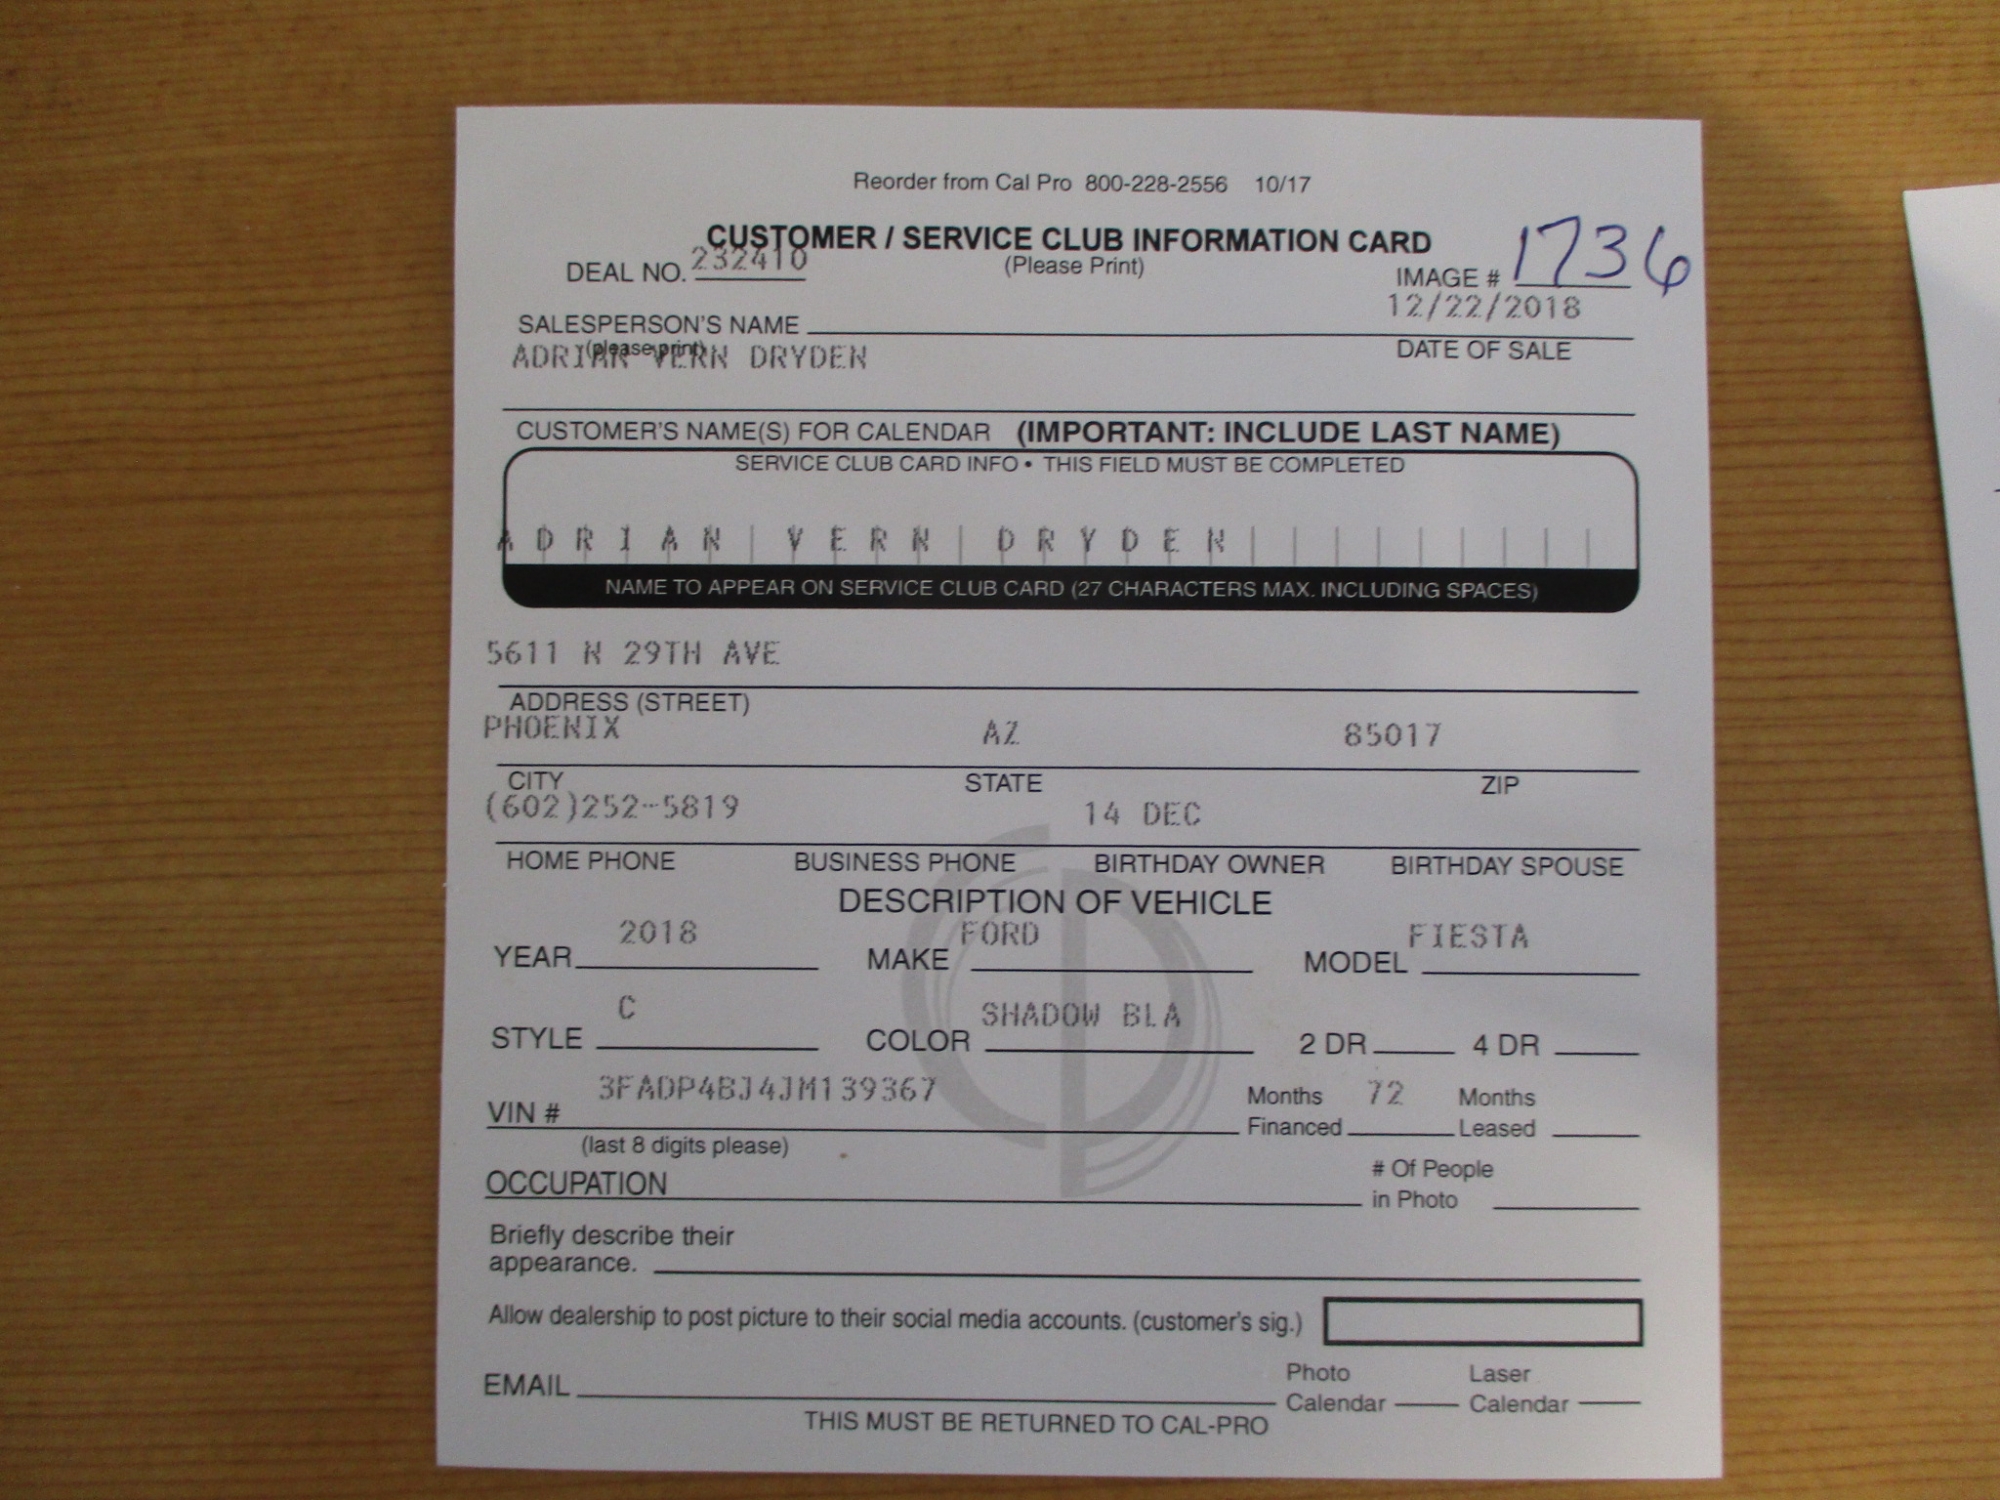 Reorder from Cal Pro 800-228-2556 10/17
CUSTOMER / SERVICE CLUB INFORMATION CARD
DEAL NO. 232410 (Please Print) IMAGE # 1736
12/22/2018
SALESPERSON'S NAME
(please print) DATE OF SALE
ADRIAN VERN DRYDEN
CUSTOMER'S NAME(S) FOR CALENDAR (IMPORTANT: INCLUDE LAST NAME)
SERVICE CLUB CARD INFO • THIS FIELD MUST BE COMPLETED
ADRIAN VERN DRYDEN
NAME TO APPEAR ON SERVICE CLUB CARD (27 CHARACTERS MAX. INCLUDING SPACES)
5611 N 29TH AVE
ADDRESS (STREET)
PHOENIX AZ 85017
CITY STATE ZIP
(602)252-5819 14 DEC
HOME PHONE BUSINESS PHONE BIRTHDAY OWNER BIRTHDAY SPOUSE
DESCRIPTION OF VEHICLE
YEAR 2018 MAKE FORD MODEL FIESTA
STYLE C COLOR SHADOW BLA 2 DR 4 DR
VIN # 3FADP4BJ4JM139367 Months Financed 72 Months Leased
(last 8 digits please)
OCCUPATION # Of People in Photo
Briefly describe their
appearance.
Allow dealership to post picture to their social media accounts. (customer's sig.)
EMAIL Photo Calendar Laser Calendar
THIS MUST BE RETURNED TO CAL-PRO